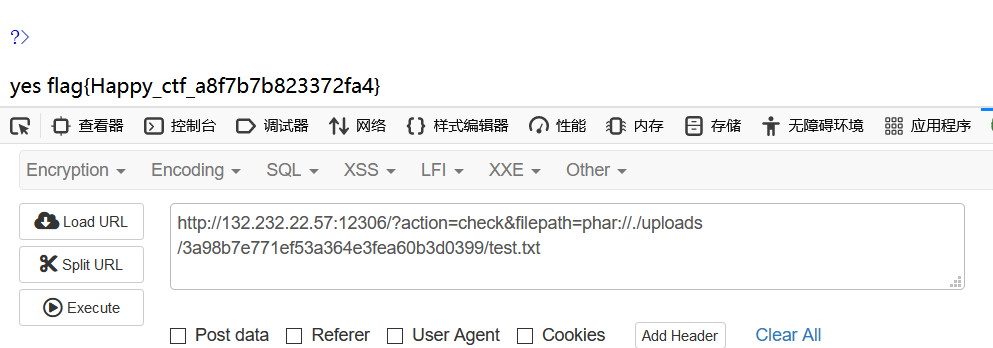 ?>
yes flag{Happy_ctf_a8f7b7b823372fa4}
查看器 控制台 调试器 网络 样式编辑器 性能 内存 存储 无障碍环境 应用程序
Encryption Encoding SQL XSS LFI XXE Other
Load URL
http://132.232.22.57:12306/?action=check&filepath=phar://./uploads
/3a98b7e771ef53a364e3fea60b3d0399/test.txt
Split URL
Execute
Post data Referer User Agent Cookies Add Header Clear All